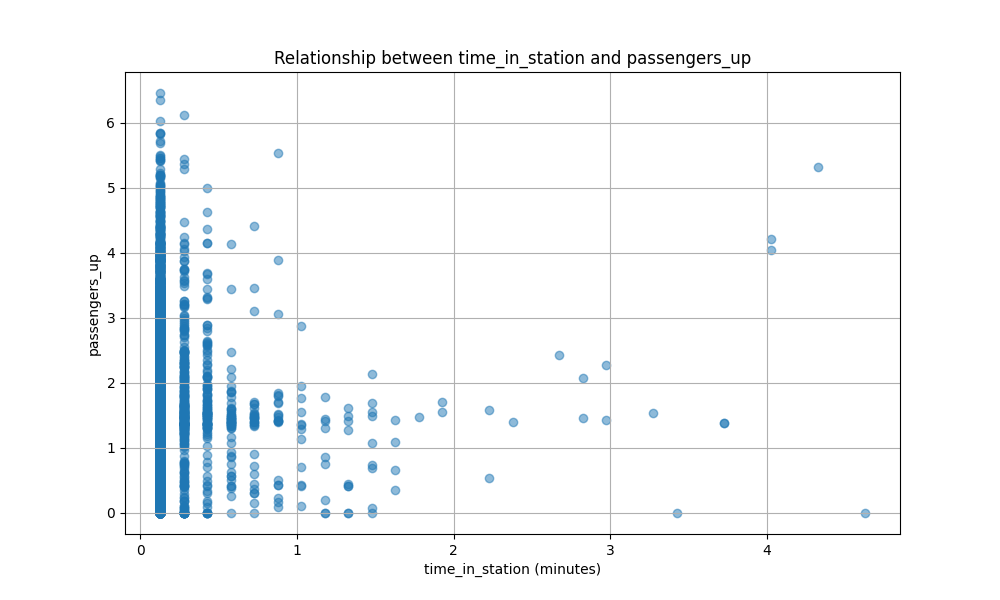 Relationship between time_in_station and passengers_up
6
5
4
3
2
1
0
passengers_up
0 1 2 3 4
time_in_station (minutes)